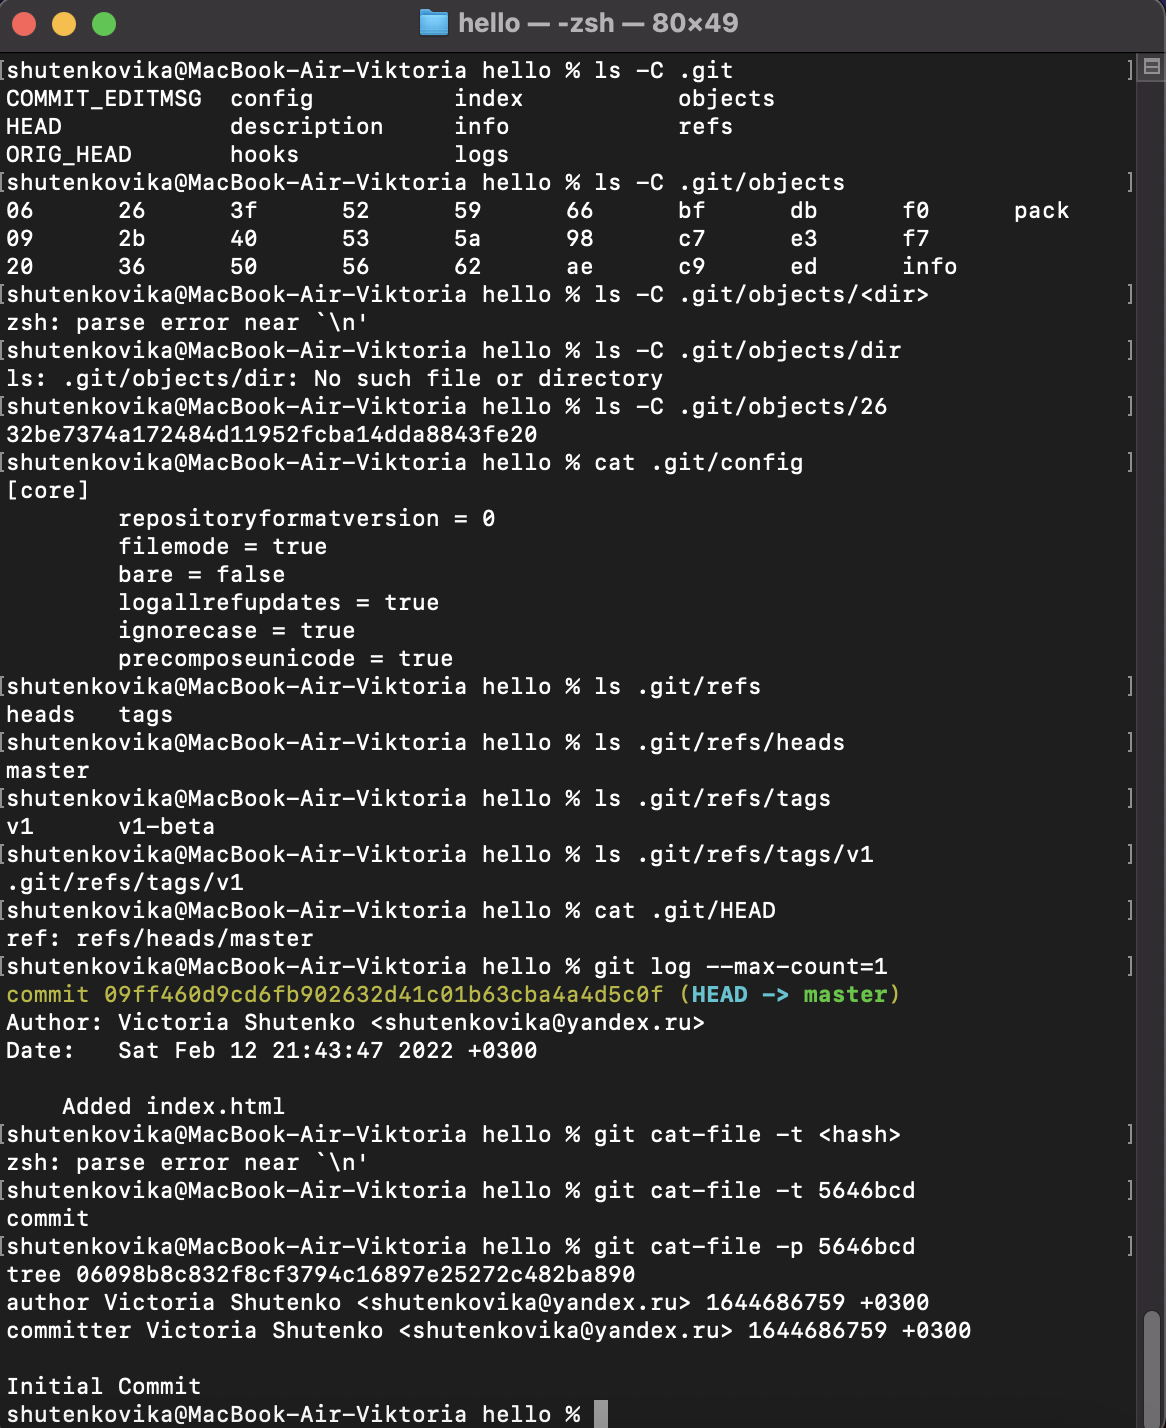 hello — -zsh — 80×49
[shutenkovika@MacBook-Air-Viktoria hello % ls -C .git ]
COMMIT_EDITMSG  config          index           objects
HEAD            description     info            refs
ORIG_HEAD       hooks           logs
[shutenkovika@MacBook-Air-Viktoria hello % ls -C .git/objects ]
06      26      3f      52      59      66      bf      db      f0      pack
09      2b      40      53      5a      98      c7      e3      f7
20      36      50      56      62      ae      c9      ed      info
[shutenkovika@MacBook-Air-Viktoria hello % ls -C .git/objects/<dir> ]
zsh: parse error near `\n'
[shutenkovika@MacBook-Air-Viktoria hello % ls -C .git/objects/dir ]
ls: .git/objects/dir: No such file or directory
[shutenkovika@MacBook-Air-Viktoria hello % ls -C .git/objects/26 ]
32be7374a172484d11952fcba14dda8843fe20
[shutenkovika@MacBook-Air-Viktoria hello % cat .git/config ]
[core]
        repositoryformatversion = 0
        filemode = true
        bare = false
        logallrefupdates = true
        ignorecase = true
        precomposeunicode = true
[shutenkovika@MacBook-Air-Viktoria hello % ls .git/refs ]
heads   tags
[shutenkovika@MacBook-Air-Viktoria hello % ls .git/refs/heads ]
master
[shutenkovika@MacBook-Air-Viktoria hello % ls .git/refs/tags ]
v1      v1-beta
[shutenkovika@MacBook-Air-Viktoria hello % ls .git/refs/tags/v1 ]
.git/refs/tags/v1
[shutenkovika@MacBook-Air-Viktoria hello % cat .git/HEAD ]
ref: refs/heads/master
[shutenkovika@MacBook-Air-Viktoria hello % git log --max-count=1 ]
commit 09ff460d9cd6fb902632d41c01b63cba4a4d5c0f (HEAD -> master)
Author: Victoria Shutenko <shutenkovika@yandex.ru>
Date:   Sat Feb 12 21:43:47 2022 +0300
    Added index.html
[shutenkovika@MacBook-Air-Viktoria hello % git cat-file -t <hash> ]
zsh: parse error near `\n'
[shutenkovika@MacBook-Air-Viktoria hello % git cat-file -t 5646bcd ]
commit
[shutenkovika@MacBook-Air-Viktoria hello % git cat-file -p 5646bcd ]
tree 06098b8c832f8cf3794c16897e25272c482ba890
author Victoria Shutenko <shutenkovika@yandex.ru> 1644686759 +0300
committer Victoria Shutenko <shutenkovika@yandex.ru> 1644686759 +0300
Initial Commit
shutenkovika@MacBook-Air-Viktoria hello %